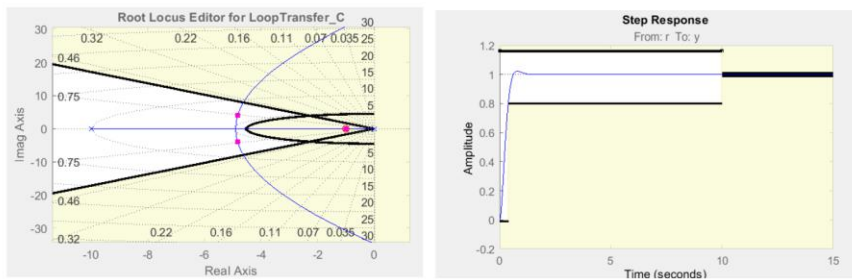 Root Locus Editor for LoopTransfer_C
30
0.32 0.22 0.16 0.11 0.07 0.035
30
25
0.46
20
20
15
0.75
10
10
5
0
Imag Axis
5
-10
0.75
10
15
-20
0.46
20
25
0.32
0.22 0.16 0.11 0.07 0.035
30
-30
-10 -8 -6 -4 -2 0
Real Axis
Step Response
From: r To: y
1.2
1
0.8
0.6
0.4
0.2
0
-0.2
Amplitude
0 5 10 15
Time (seconds)